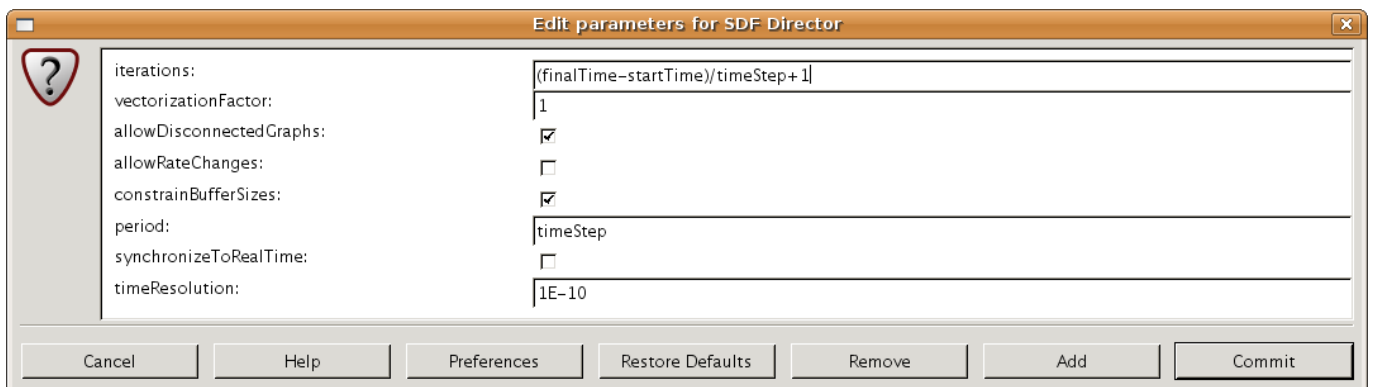 Edit parameters for SDF Director
iterations: (finalTime-startTime)/timeStep+1
vectorizationFactor: 1
allowDisconnectedGraphs:
allowRateChanges:
constrainBufferSizes:
period: timeStep
synchronizeToRealTime:
timeResolution: 1E-10
Cancel Help Preferences Restore Defaults Remove Add Commit